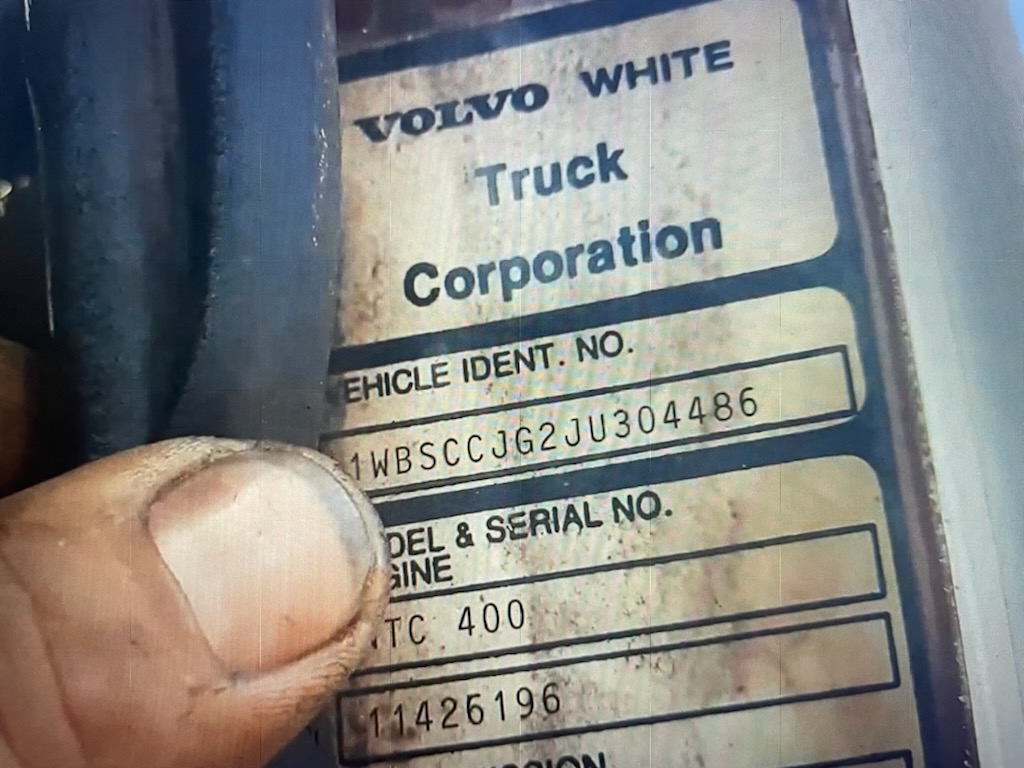 VOLVO WHITE
Truck
Corporation
EHICLE IDENT. NO.
1WBSCCJG2JU304486
DEL & SERIAL NO.
GINE
TC 400
11426196